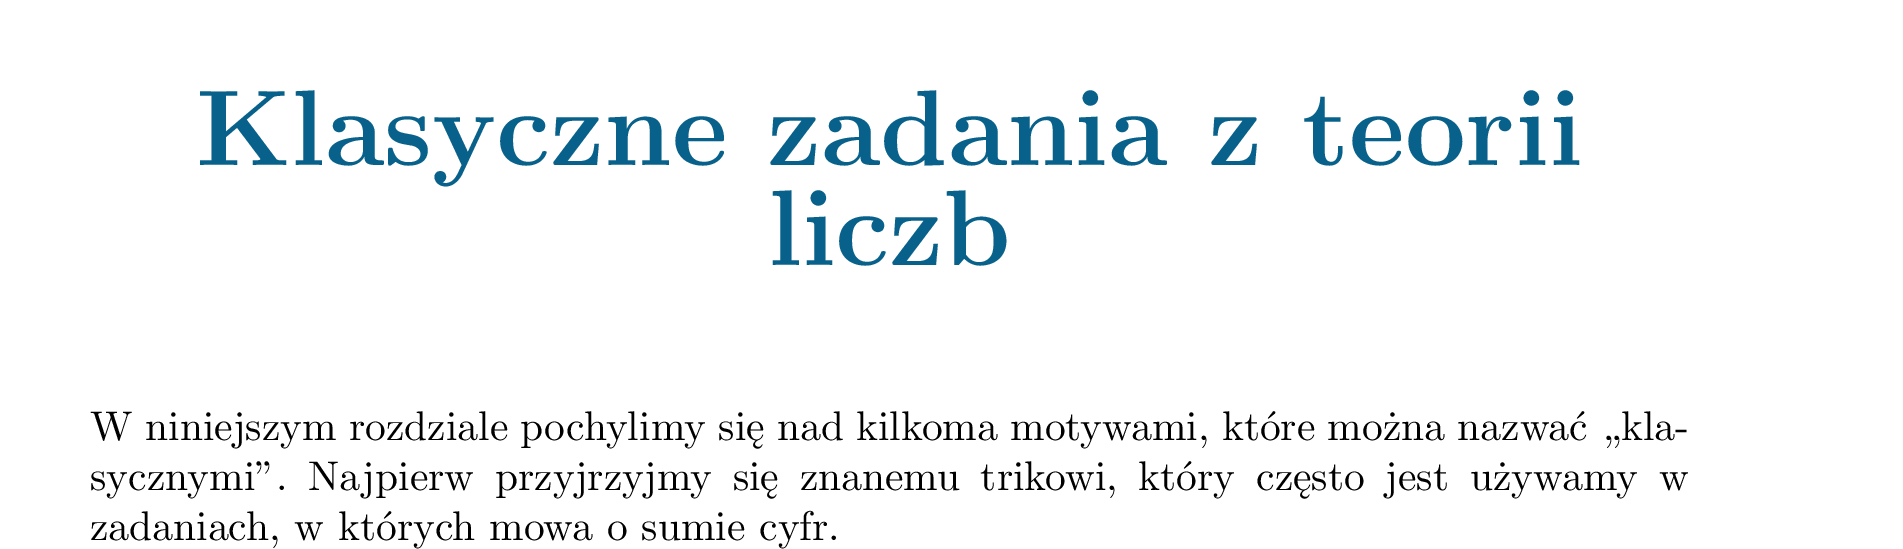 Klasyczne zadania z teorii
liczb
W niniejszym rozdziale pochylimy się nad kilkoma motywami, które można nazwać „kla-
sycznymi”. Najpierw przyjrzyjmy się znanemu trikowi, który często jest używamy w
zadaniach, w których mowa o sumie cyfr.